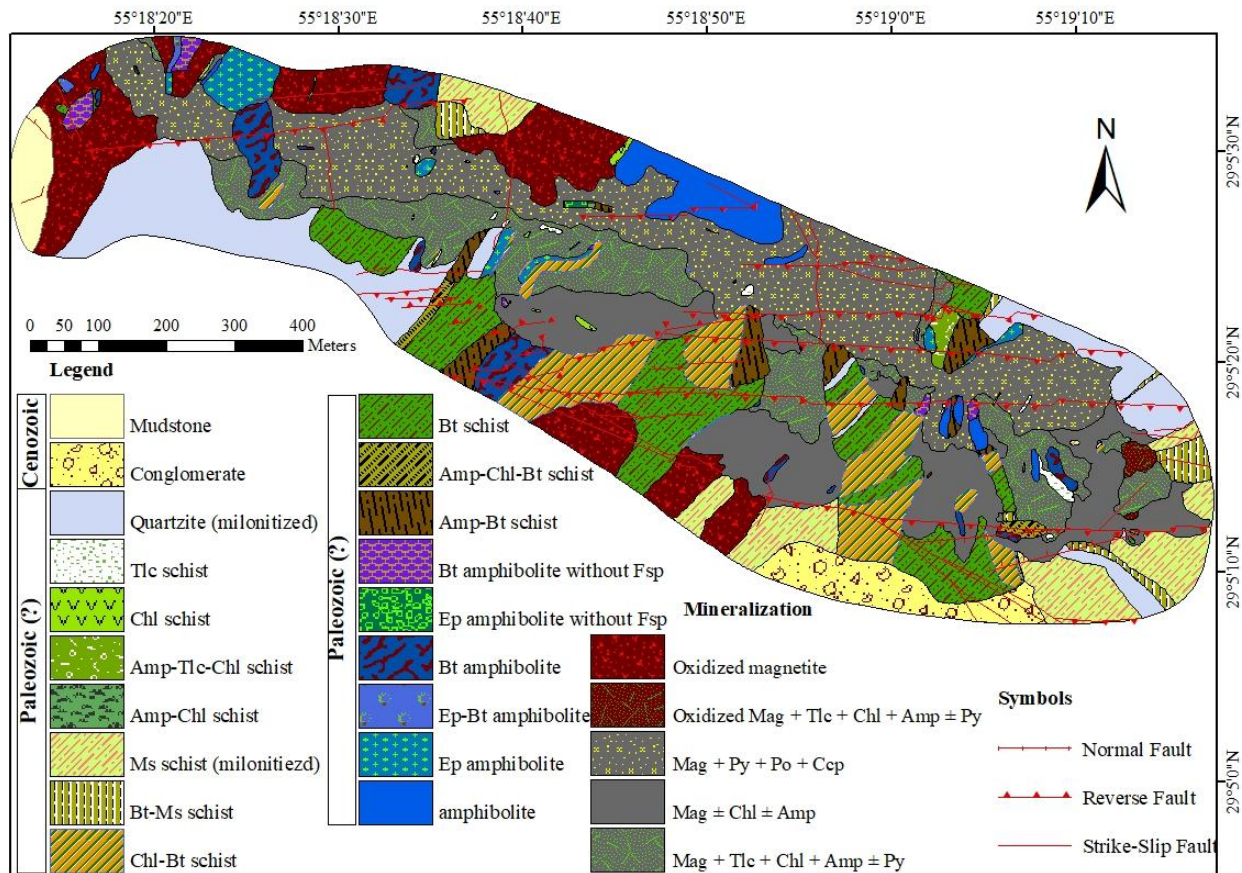 55°18'20"E 55°18'30"E 55°18'40"E 55°18'50"E 55°19'0"E 55°19'10"E
N
29°5'30"N
29°5'20"N
29°5'10"N
29°5'0"N
0 50 100 200 300 400
Meters
Legend
Cenozoic
Mudstone
Conglomerate
Paleozoic (?)
Quartzite (milonitized)
Tlc schist
Chl schist
Amp-Tlc-Chl schist
Amp-Chl schist
Ms schist (milonitiezd)
Bt-Ms schist
Chl-Bt schist
Paleozoic (?)
Bt schist
Amp-Chl-Bt schist
Amp-Bt schist
Bt amphibolite without Fsp
Ep amphibolite without Fsp
Bt amphibolite
Ep-Bt amphibolite
Ep amphibolite
amphibolite
Mineralization
Oxidized magnetite
Oxidized Mag + Tlc + Chl + Amp ± Py
Mag + Py + Po + Ccp
Mag ± Chl ± Amp
Mag + Tlc + Chl + Amp ± Py
Symbols
Normal Fault
Reverse Fault
Strike-Slip Fault